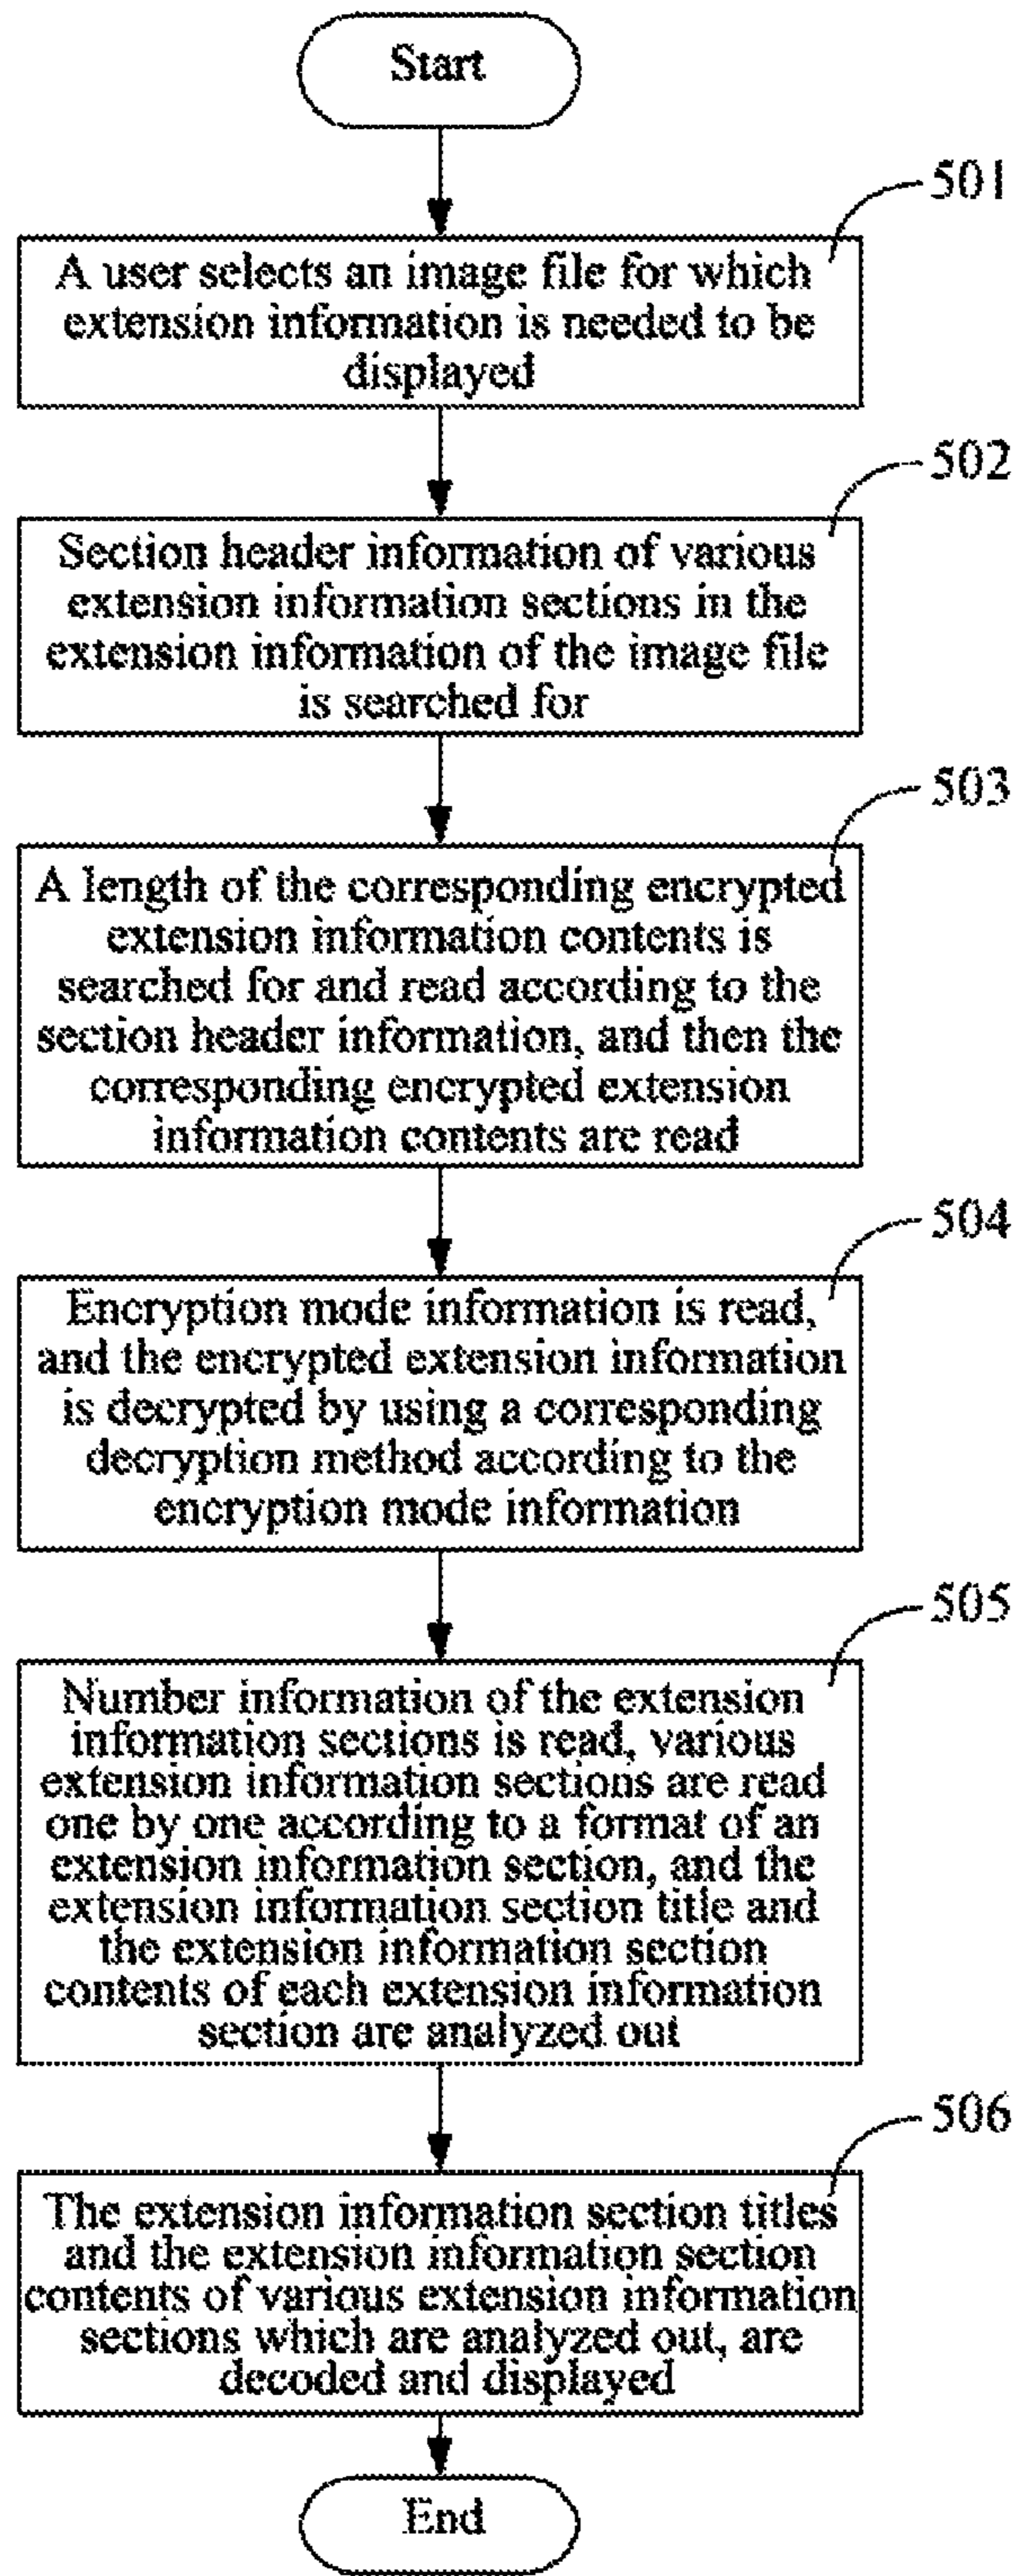 Start
501
A user selects an image file for which
extension information is needed to be
displayed
502
Section header information of various
extension information sections in the
extension information of the image file
is searched for
503
A length of the corresponding encrypted
extension information contents is
searched for and read according to the
section header information, and then the
corresponding encrypted extension
information contents are read
504
Encryption mode information is read,
and the encrypted extension information
is decrypted by using a corresponding
decryption method according to the
encryption mode information
505
Number information of the extension
information sections is read, various
extension information sections are read
one by one according to a format of an
extension information section, and the
extension information section title and
the extension information section
contents of each extension information
section are analyzed out
506
The extension information section titles
and the extension information section
contents of various extension information
sections which are analyzed out, are
decoded and displayed
End